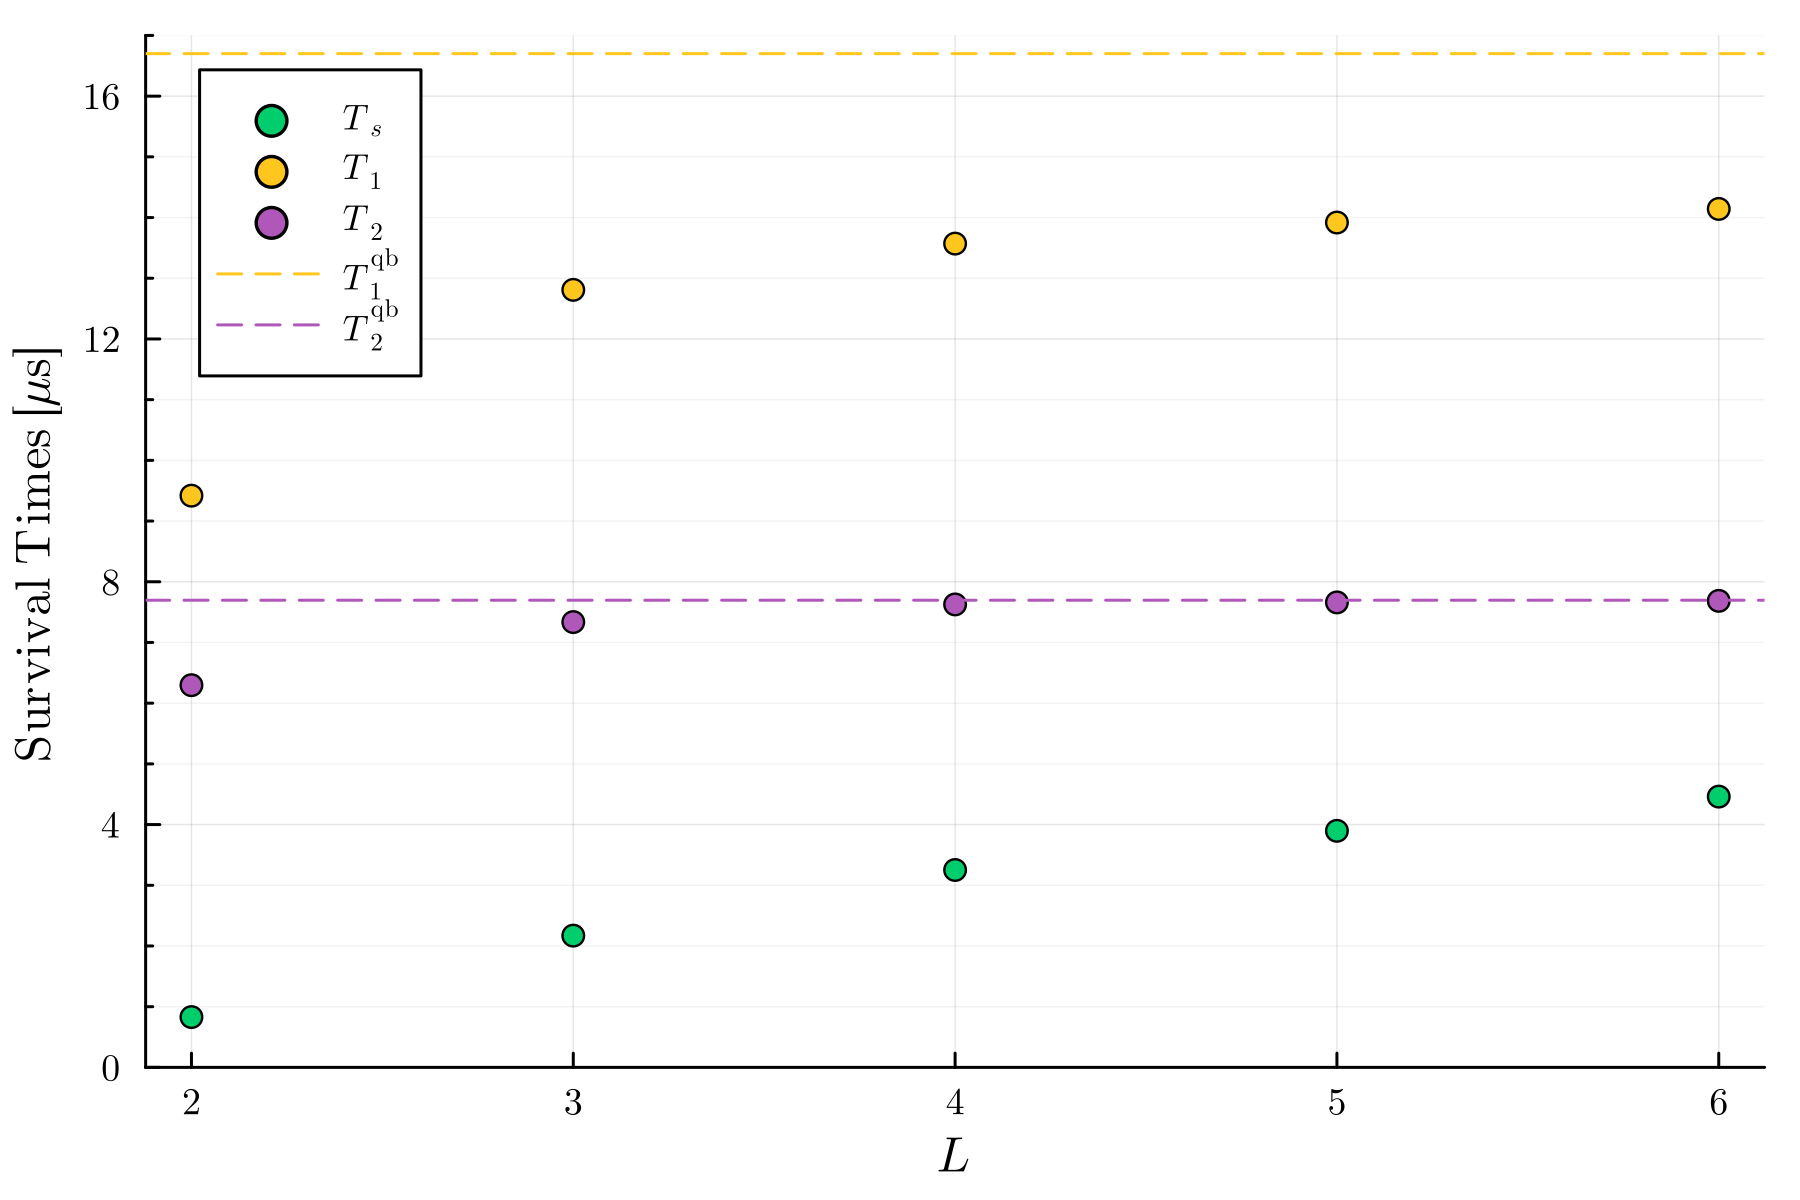 Survival Times [μs]
16
12
8
4
0
T_s
T_1
T_2
T_1^qb
T_2^qb
2 3 4 5 6
L